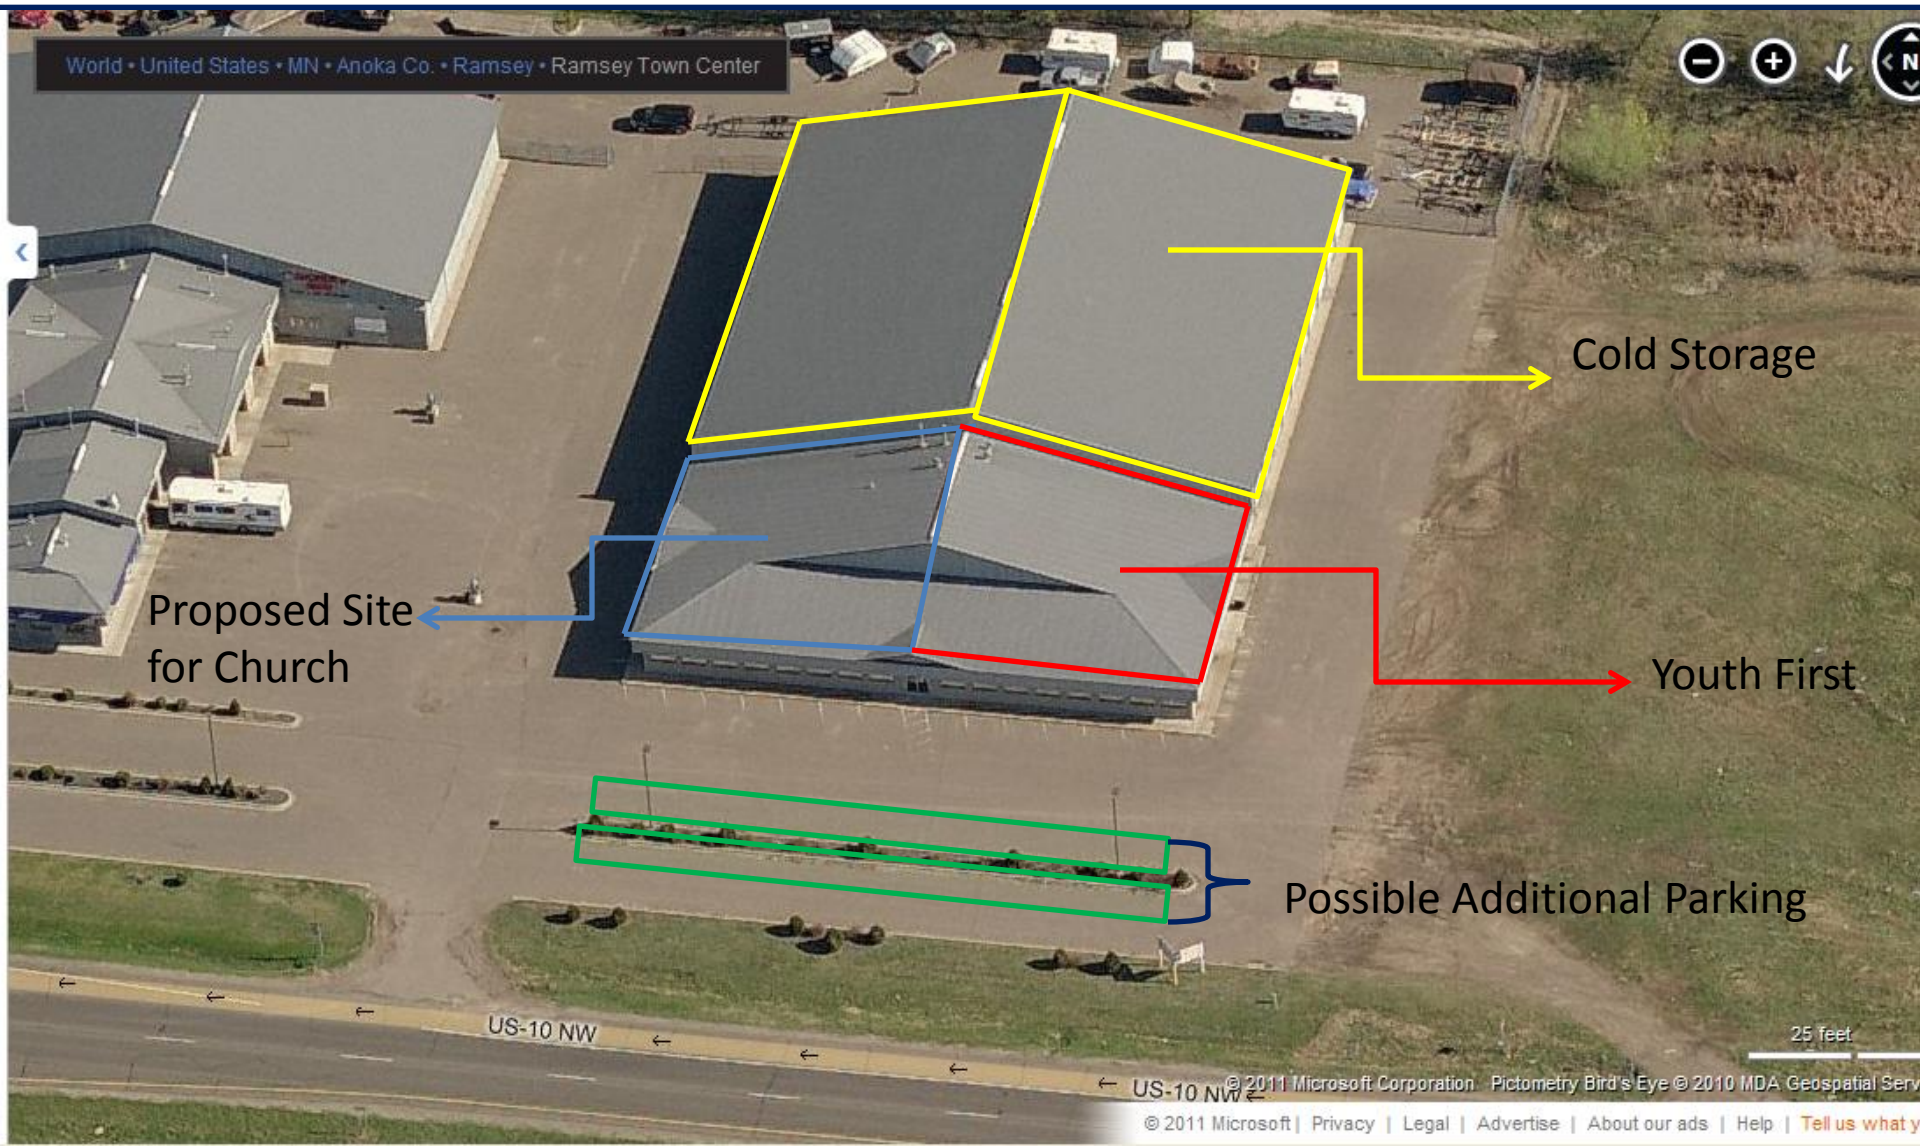 World • United States • MN • Anoka Co. • Ramsey • Ramsey Town Center
N
Cold Storage
Proposed Site
for Church
Youth First
Possible Additional Parking
US-10 NW
25 feet
US-10 NW
© 2011 Microsoft Corporation Pictometry Bird's Eye © 2010 MDA Geospatial Serv
© 2011 Microsoft | Privacy | Legal | Advertise | About our ads | Help | Tell us what y